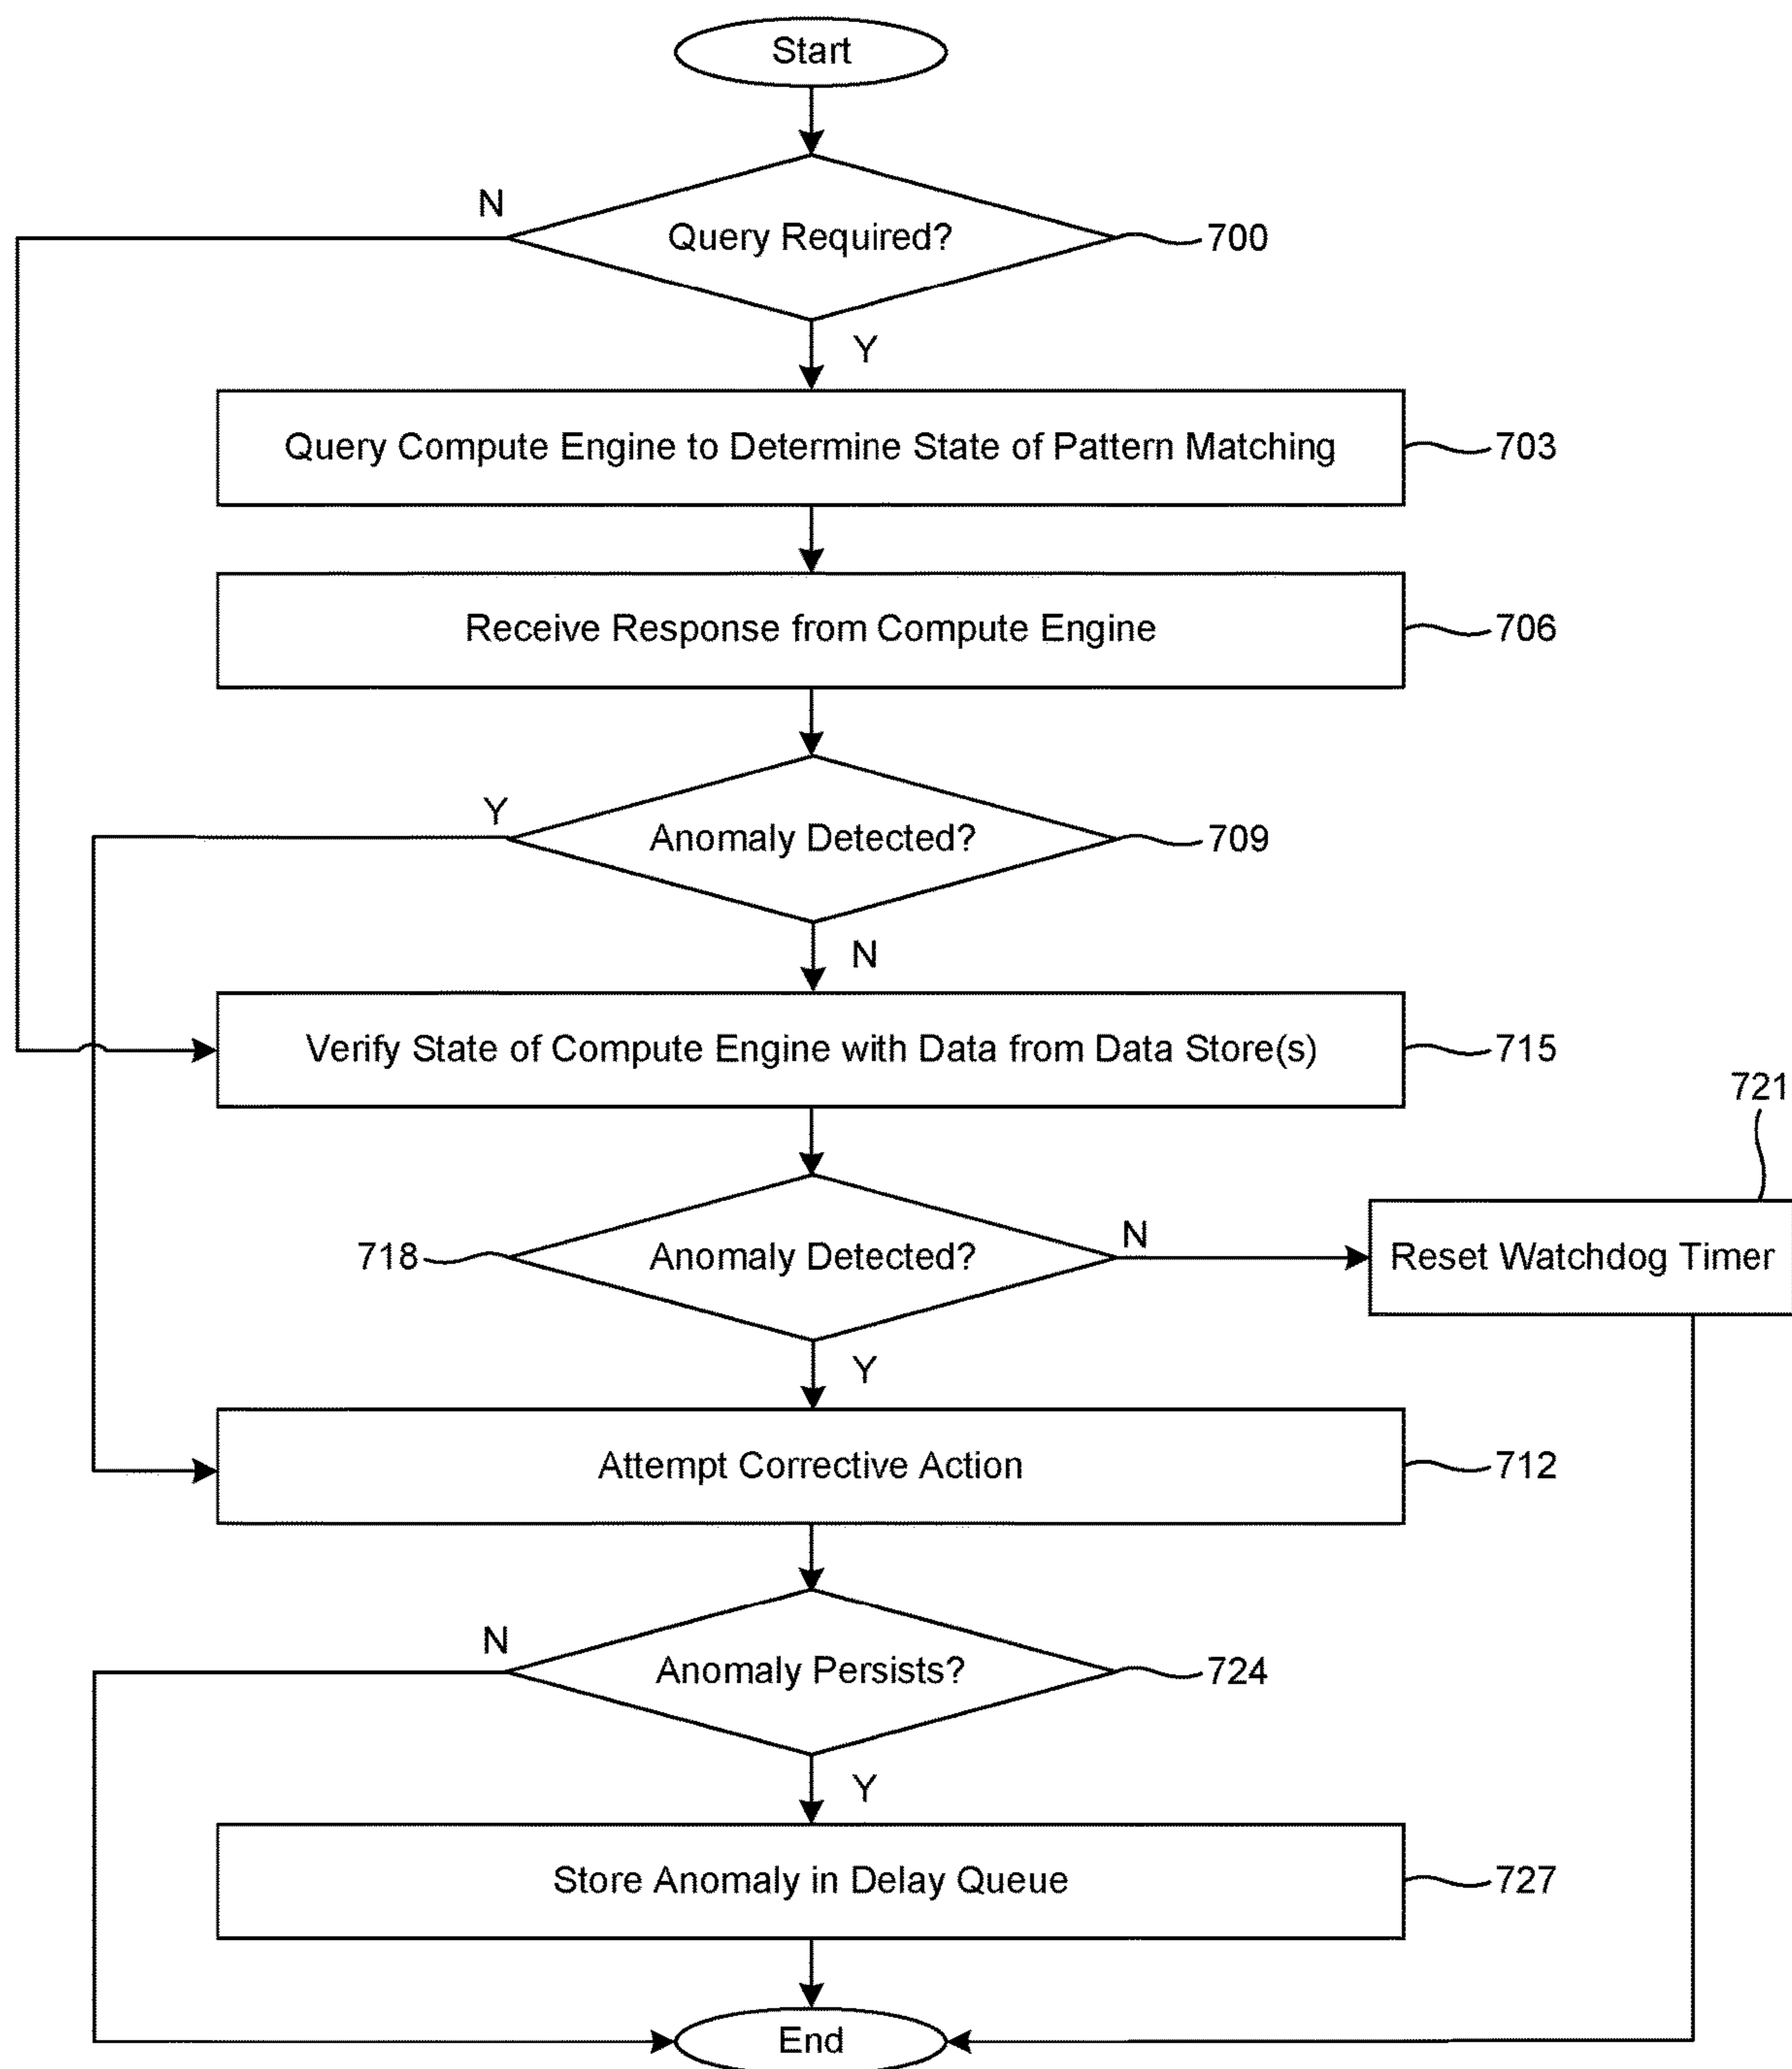 Start
N
Query Required?
700
Y
Query Compute Engine to Determine State of Pattern Matching
703
Receive Response from Compute Engine
706
Y
Anomaly Detected?
709
N
Verify State of Compute Engine with Data from Data Store(s)
715
721
718
Anomaly Detected?
N
Reset Watchdog Timer
Y
Attempt Corrective Action
712
N
Anomaly Persists?
724
Y
Store Anomaly in Delay Queue
727
End